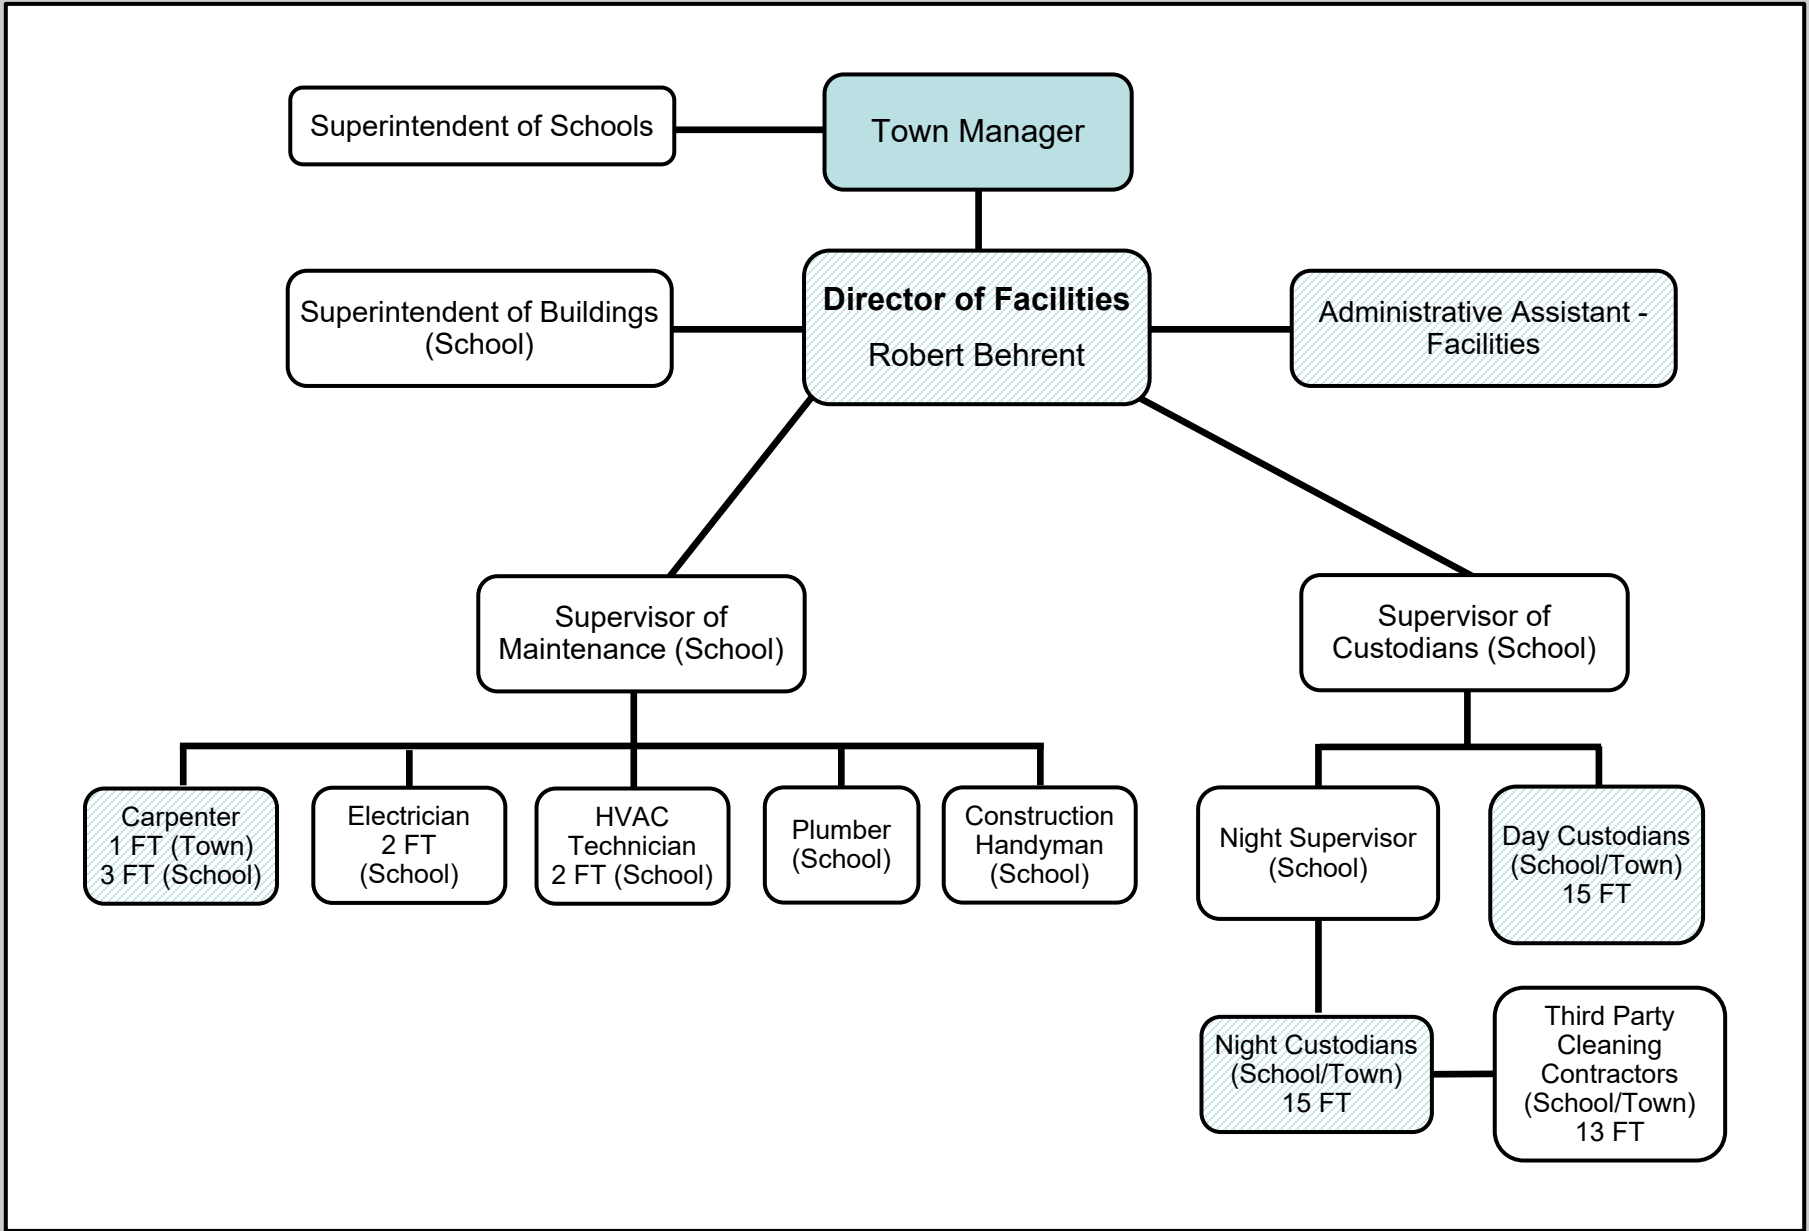 Superintendent of Schools
Town Manager
Superintendent of Buildings
(School)
Director of Facilities
Robert Behrent
Administrative Assistant -
Facilities
Supervisor of
Maintenance (School)
Supervisor of
Custodians (School)
Carpenter
1 FT (Town)
3 FT (School)
Electrician
2 FT
(School)
HVAC
Technician
2 FT (School)
Plumber
(School)
Construction
Handyman
(School)
Night Supervisor
(School)
Day Custodians
(School/Town)
15 FT
Night Custodians
(School/Town)
15 FT
Third Party
Cleaning
Contractors
(School/Town)
13 FT